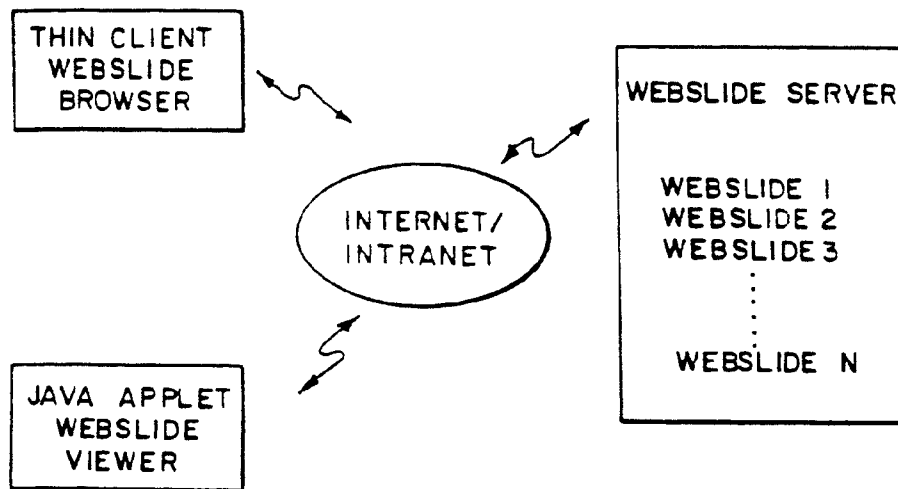 THIN CLIENT
WEBSLIDE
BROWSER
INTERNET/
INTRANET
JAVA APPLET
WEBSLIDE
VIEWER
WEBSLIDE SERVER
WEBSLIDE 1
WEBSLIDE 2
WEBSLIDE 3
WEBSLIDE N